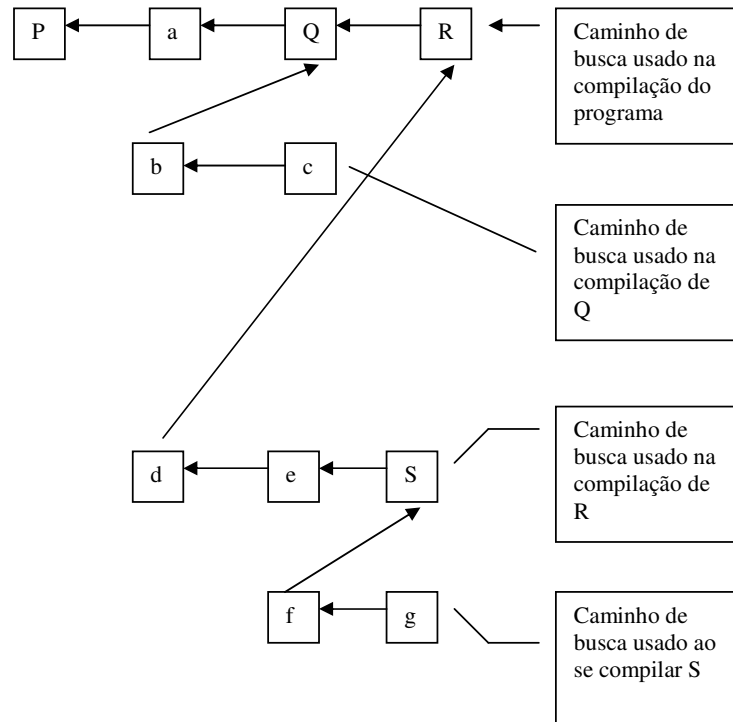 P
a
Q
R
Caminho de
busca usado na
compilação do
programa
b
c
Caminho de
busca usado na
compilação de
Q
d
e
S
Caminho de
busca usado na
compilação de
R
f
g
Caminho de
busca usado ao
se compilar S